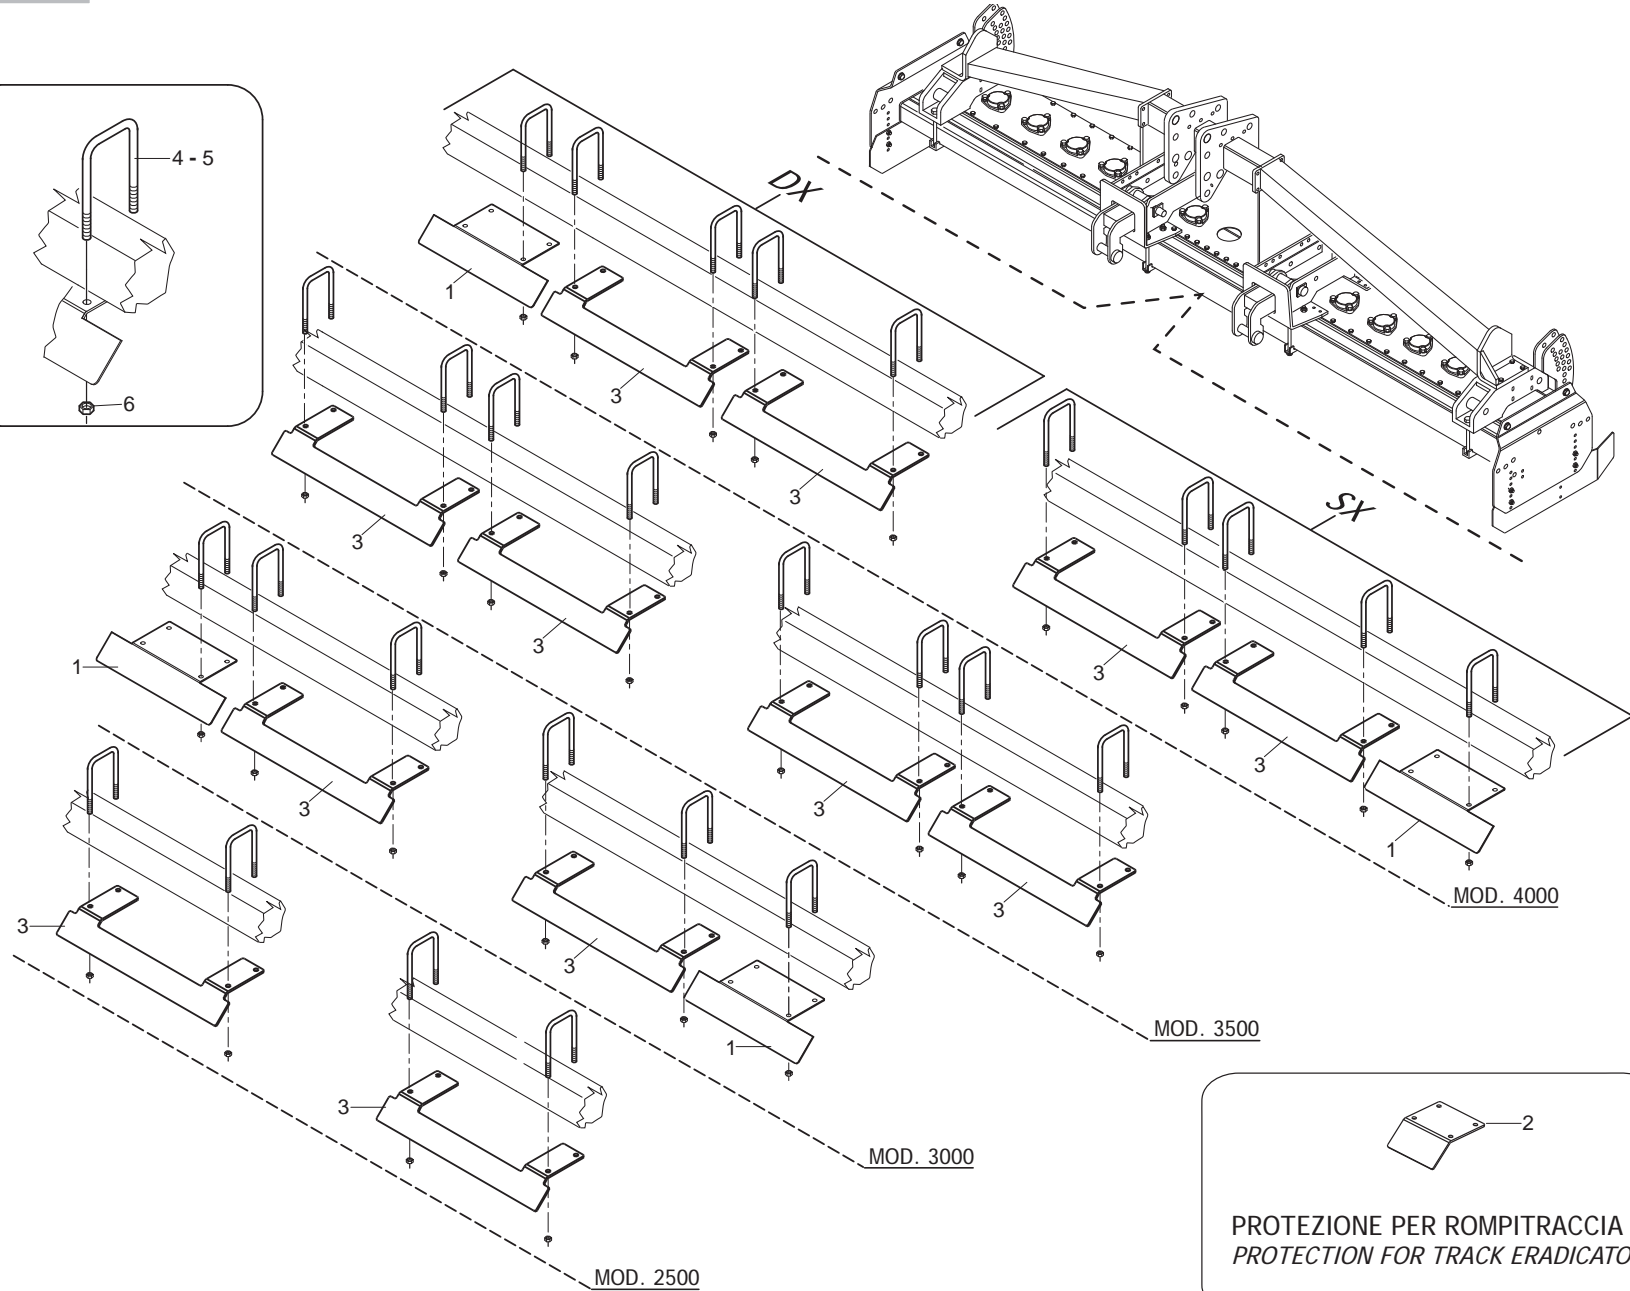 4 - 5
6
DX
1
3
3
SX
3
3
1
MOD. 4000
3
3
3
3
MOD. 3500
1
3
3
1
MOD. 3000
3
3
MOD. 2500
2
PROTEZIONE PER ROMPITRACCIA
PROTECTION FOR TRACK ERADICATO